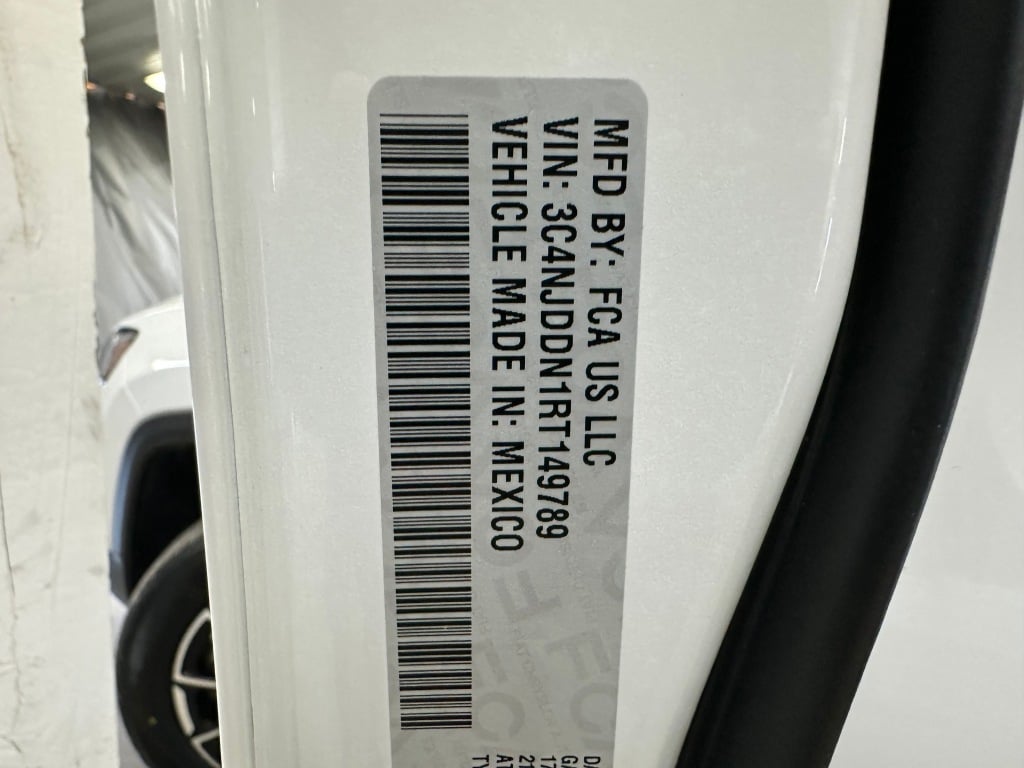 MFD BY: FCA US LLC
VIN: 3C4NJDDN1RT149789
VEHICLE MADE IN: MEXICO